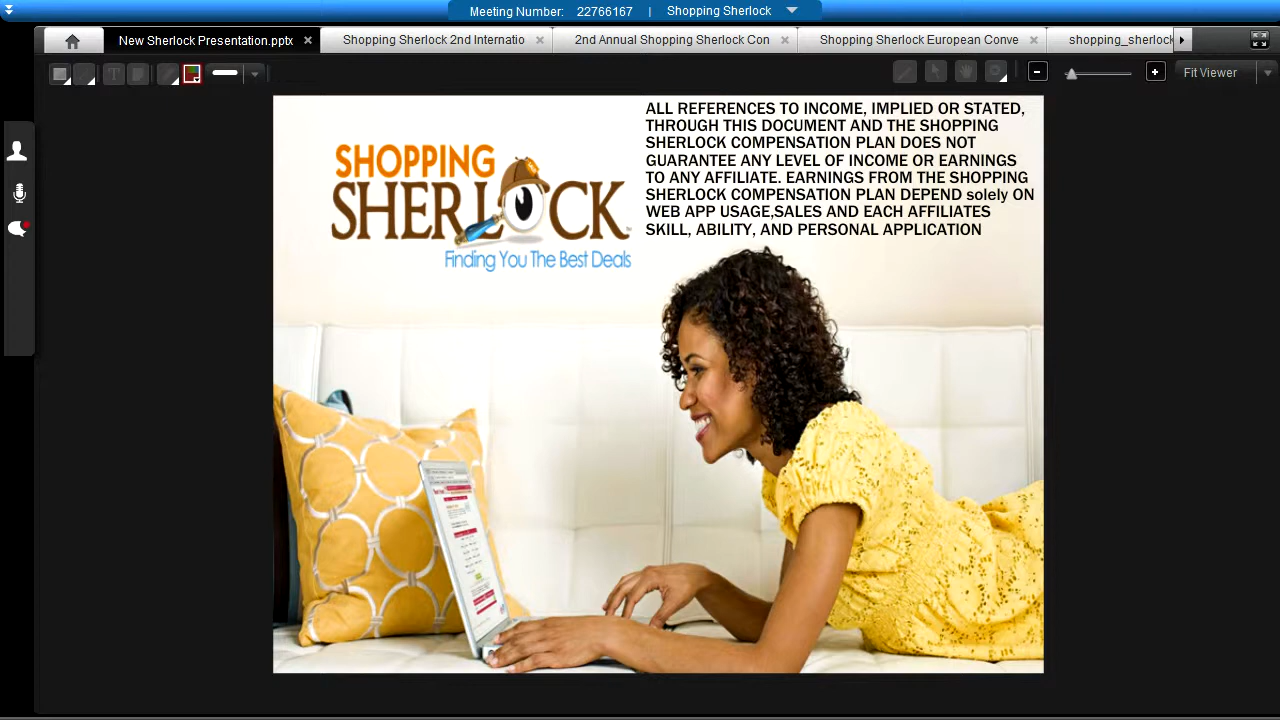 Meeting Number: 22766167 | Shopping Sherlock
New Sherlock Presentation.pptx
Shopping Sherlock 2nd Internatio
2nd Annual Shopping Sherlock Con
Shopping Sherlock European Conve
shopping_sherlock
T
Fit Viewer
ALL REFERENCES TO INCOME, IMPLIED OR STATED,
THROUGH THIS DOCUMENT AND THE SHOPPING
SHERLOCK COMPENSATION PLAN DOES NOT
GUARANTEE ANY LEVEL OF INCOME OR EARNINGS
TO ANY AFFILIATE. EARNINGS FROM THE SHOPPING
SHERLOCK COMPENSATION PLAN DEPEND solely ON
WEB APP USAGE,SALES AND EACH AFFILIATES
SKILL, ABILITY, AND PERSONAL APPLICATION
SHOPPING
SHERLOCK
Finding You The Best Deals